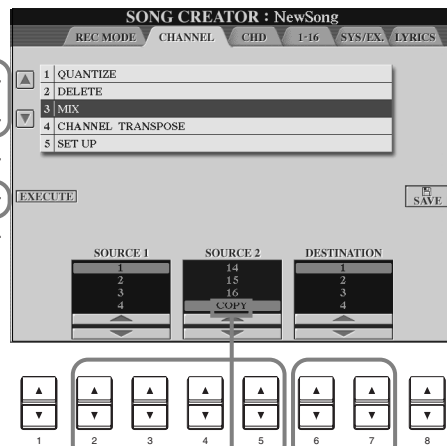 SONG CREATOR : NewSong
REC MODE CHANNEL CHD 1-16 SYS/EX. LYRICS
1 QUANTIZE
2 DELETE
3 MIX
4 CHANNEL TRANSPOSE
5 SET UP
EXECUTE
SAVE
SOURCE 1 SOURCE 2 DESTINATION
1 14 1
2 15 2
3 16 3
4 COPY 4
1 2 3 4 5 6 7 8